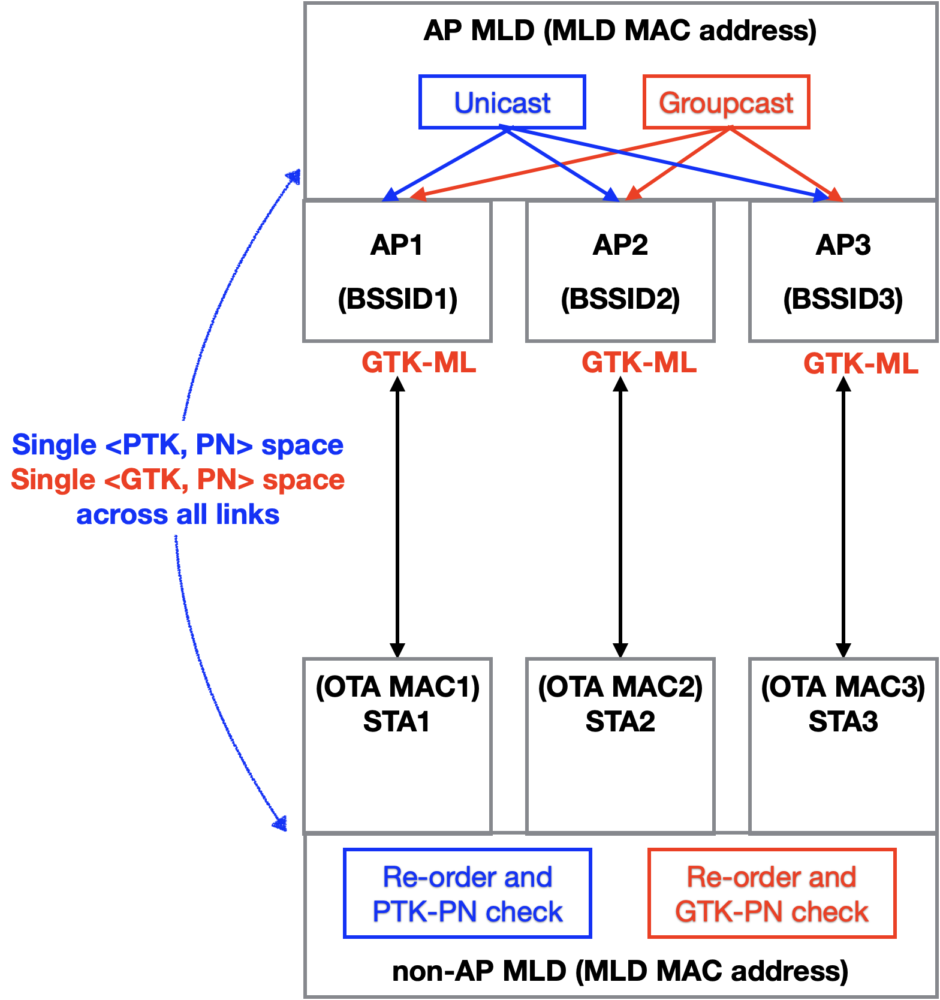 AP MLD (MLD MAC address)
Unicast
Groupcast
AP1
(BSSID1)
AP2
(BSSID2)
AP3
(BSSID3)
GTK-ML
GTK-ML
GTK-ML
Single <PTK, PN> space
Single <GTK, PN> space
across all links
(OTA MAC1)
STA1
(OTA MAC2)
STA2
(OTA MAC3)
STA3
Re-order and
PTK-PN check
Re-order and
GTK-PN check
non-AP MLD (MLD MAC address)